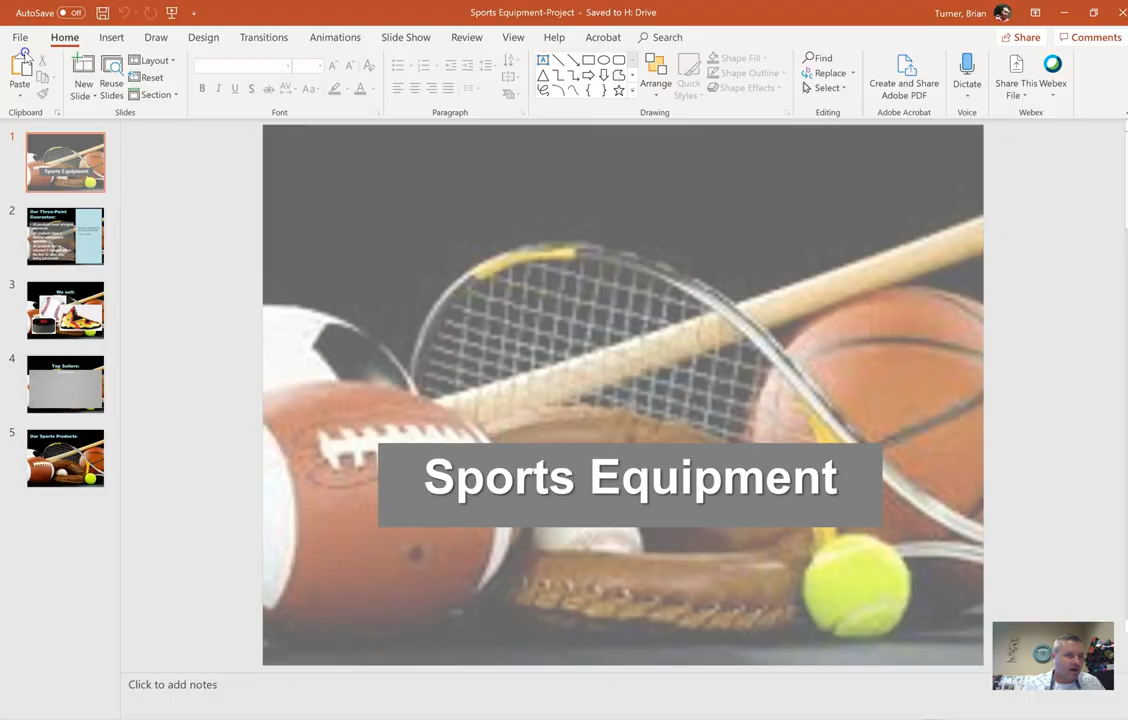 AutoSave Off
Sports Equipment-Project - Saved to H: Drive
Turner, Brian
File Home Insert Draw Design Transitions Animations Slide Show Review View Help Acrobat Search
Share Comments
Paste
New Slide
Reuse Slides
Layout
Reset
Section
B I U S ab AV Aa A
Arrange
Quick Styles
Shape Fill
Shape Outline
Shape Effects
Find
Replace
Select
Create and Share Adobe PDF
Dictate
Share This File
Webex
Clipboard Slides Font Paragraph Drawing Editing Adobe Acrobat Voice Webex
1
Sports Equipment
2
Our Three-Point
Guarantee:
3
We sell:
4
Top Sellers:
5
Our Sports Products
Sports Equipment
Click to add notes